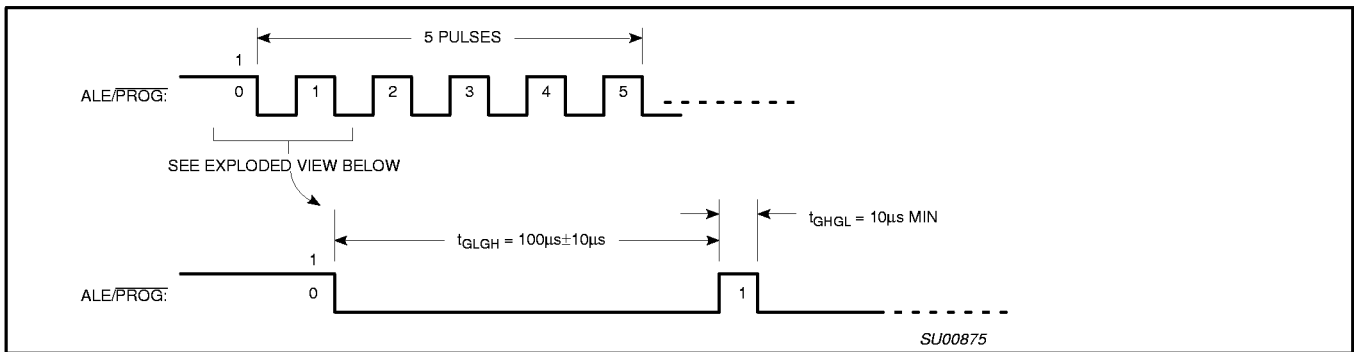 5 PULSES
1
ALE/PROG:
0 1 2 3 4 5
SEE EXPLODED VIEW BELOW
tGHGL = 10µs MIN
tGLGH = 100µs±10µs
1
ALE/PROG:
0 1
SU00875